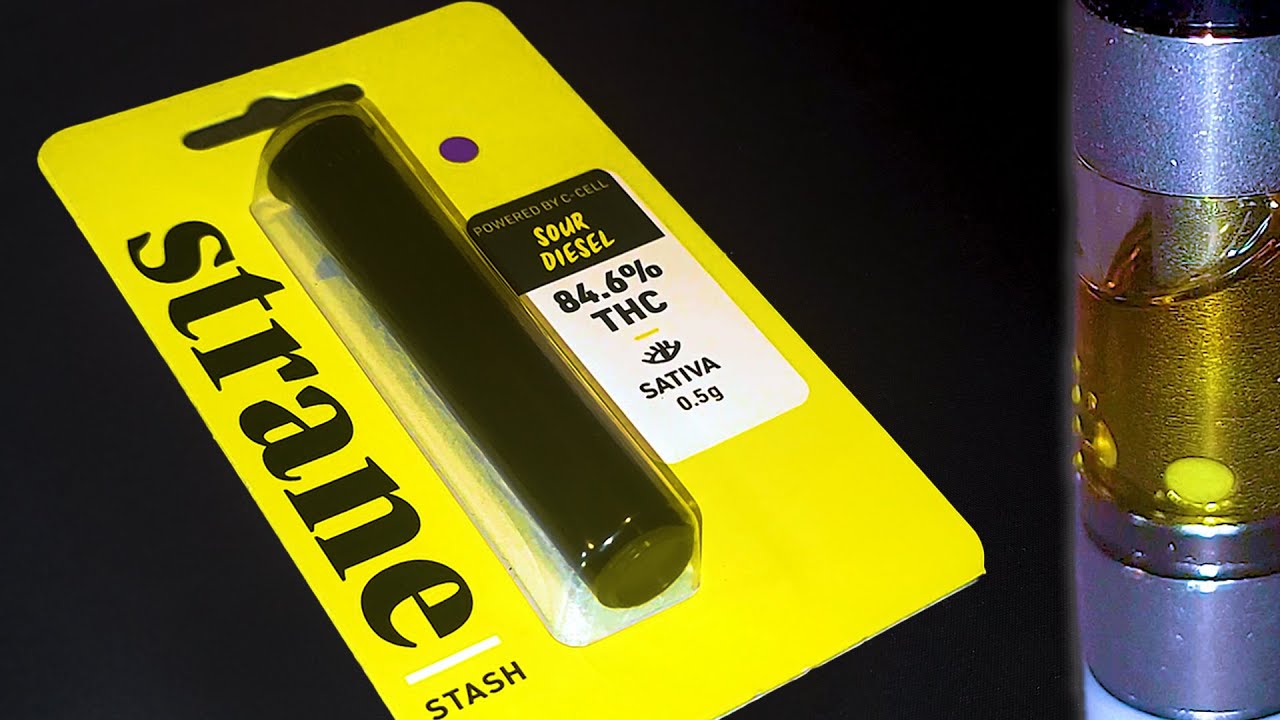 strane
STASH
POWERED BY C-CELL
SOUR
DIESEL
84.6%
THC
SATIVA
0.5g